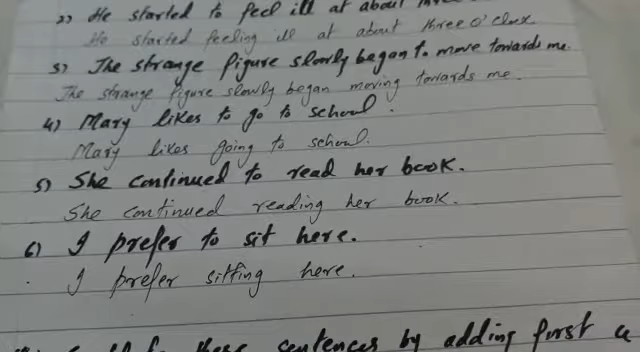 2) He started to feel ill at about
He started feeling ill at about three o'clock
3) The strange figure slowly began to move towards me.
The strange figure slowly began moving towards me.
4) Mary likes to go to school.
Mary likes going to school.
5) She continued to read her book.
She continued reading her book.
6) I prefer to sit here.
I prefer sitting here.
these sentences by adding first a